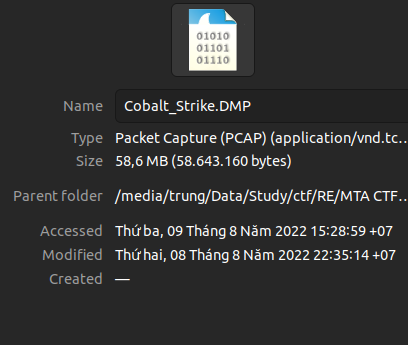 01010
01101
01110
Name Cobalt_Strike.DMP
Type Packet Capture (PCAP) (application/vnd.tc…
Size 58,6 MB (58.643.160 bytes)
Parent folder /media/trung/Data/Study/ctf/RE/MTA CTF…
Accessed Thứ ba, 09 Tháng 8 Năm 2022 15:28:59 +07
Modified Thứ hai, 08 Tháng 8 Năm 2022 22:35:14 +07
Created —